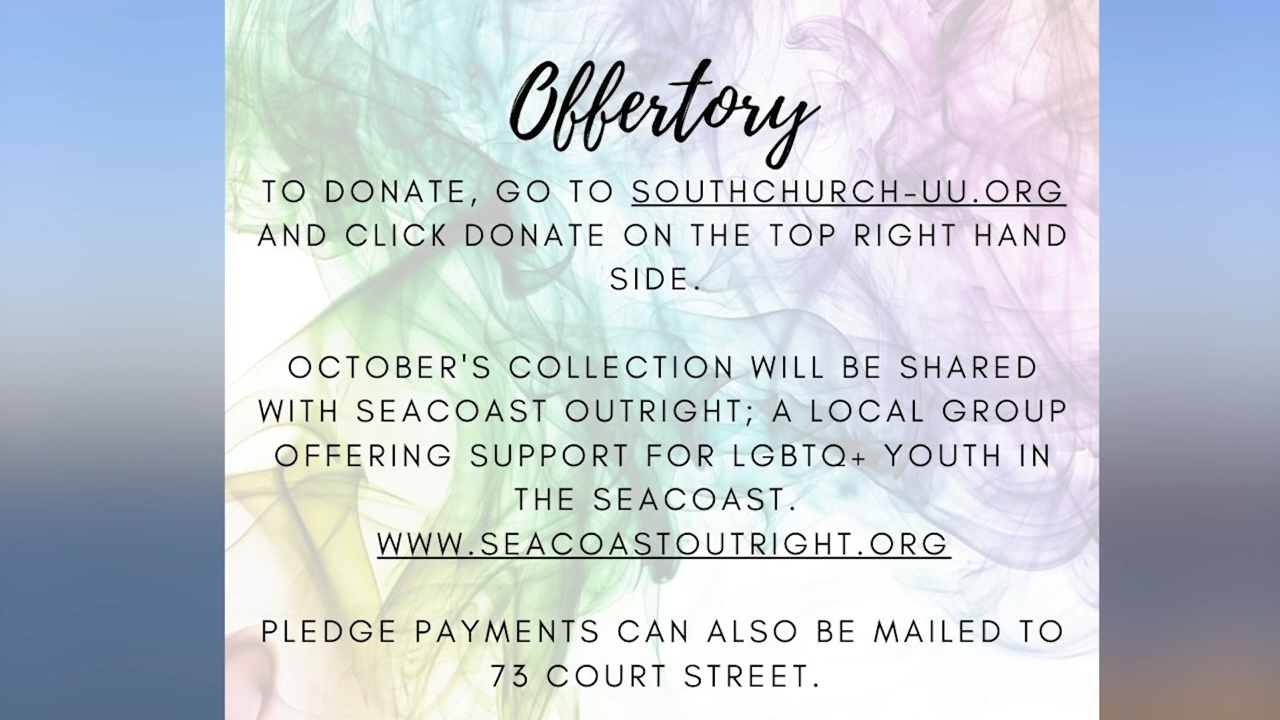 Offertory
TO DONATE, GO TO SOUTHCHURCH-UU.ORG
AND CLICK DONATE ON THE TOP RIGHT HAND
SIDE.
OCTOBER'S COLLECTION WILL BE SHARED
WITH SEACOAST OUTRIGHT; A LOCAL GROUP
OFFERING SUPPORT FOR LGBTQ+ YOUTH IN
THE SEACOAST.
WWW.SEACOASTOUTRIGHT.ORG
PLEDGE PAYMENTS CAN ALSO BE MAILED TO
73 COURT STREET.